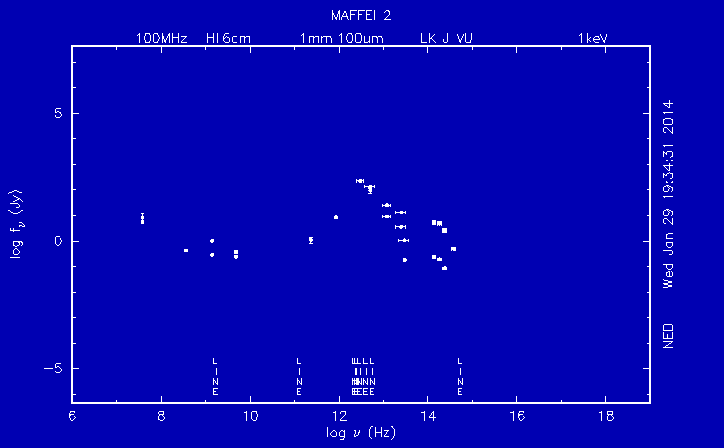 MAFFEI 2
100MHz HI 6cm 1mm 100um LK J VU 1keV
5
0
-5
log fν (Jy)
L L L L L L L L
I I I I I I
N N N N N N
E E E E E E
6 8 10 12 14 16 18
log ν (Hz)
NED Wed Jan 29 19:34:31 2014